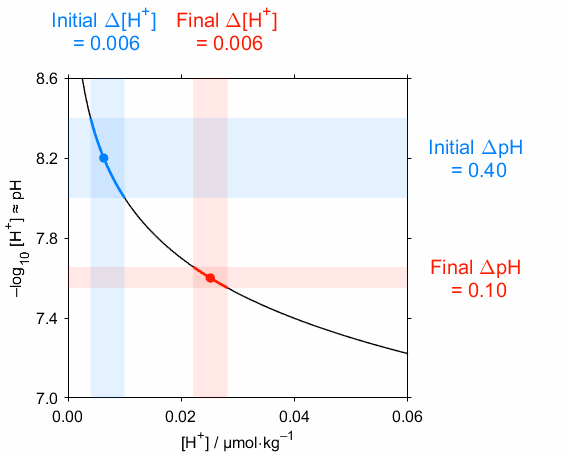 Initial Δ[H⁺]
= 0.006
Final Δ[H⁺]
= 0.006
8.6
8.2
7.8
7.4
7.0
−log₁₀ [H⁺] ≈ pH
Initial ΔpH
= 0.40
Final ΔpH
= 0.10
0.00
0.02
0.04
0.06
[H⁺] / μmol·kg⁻¹